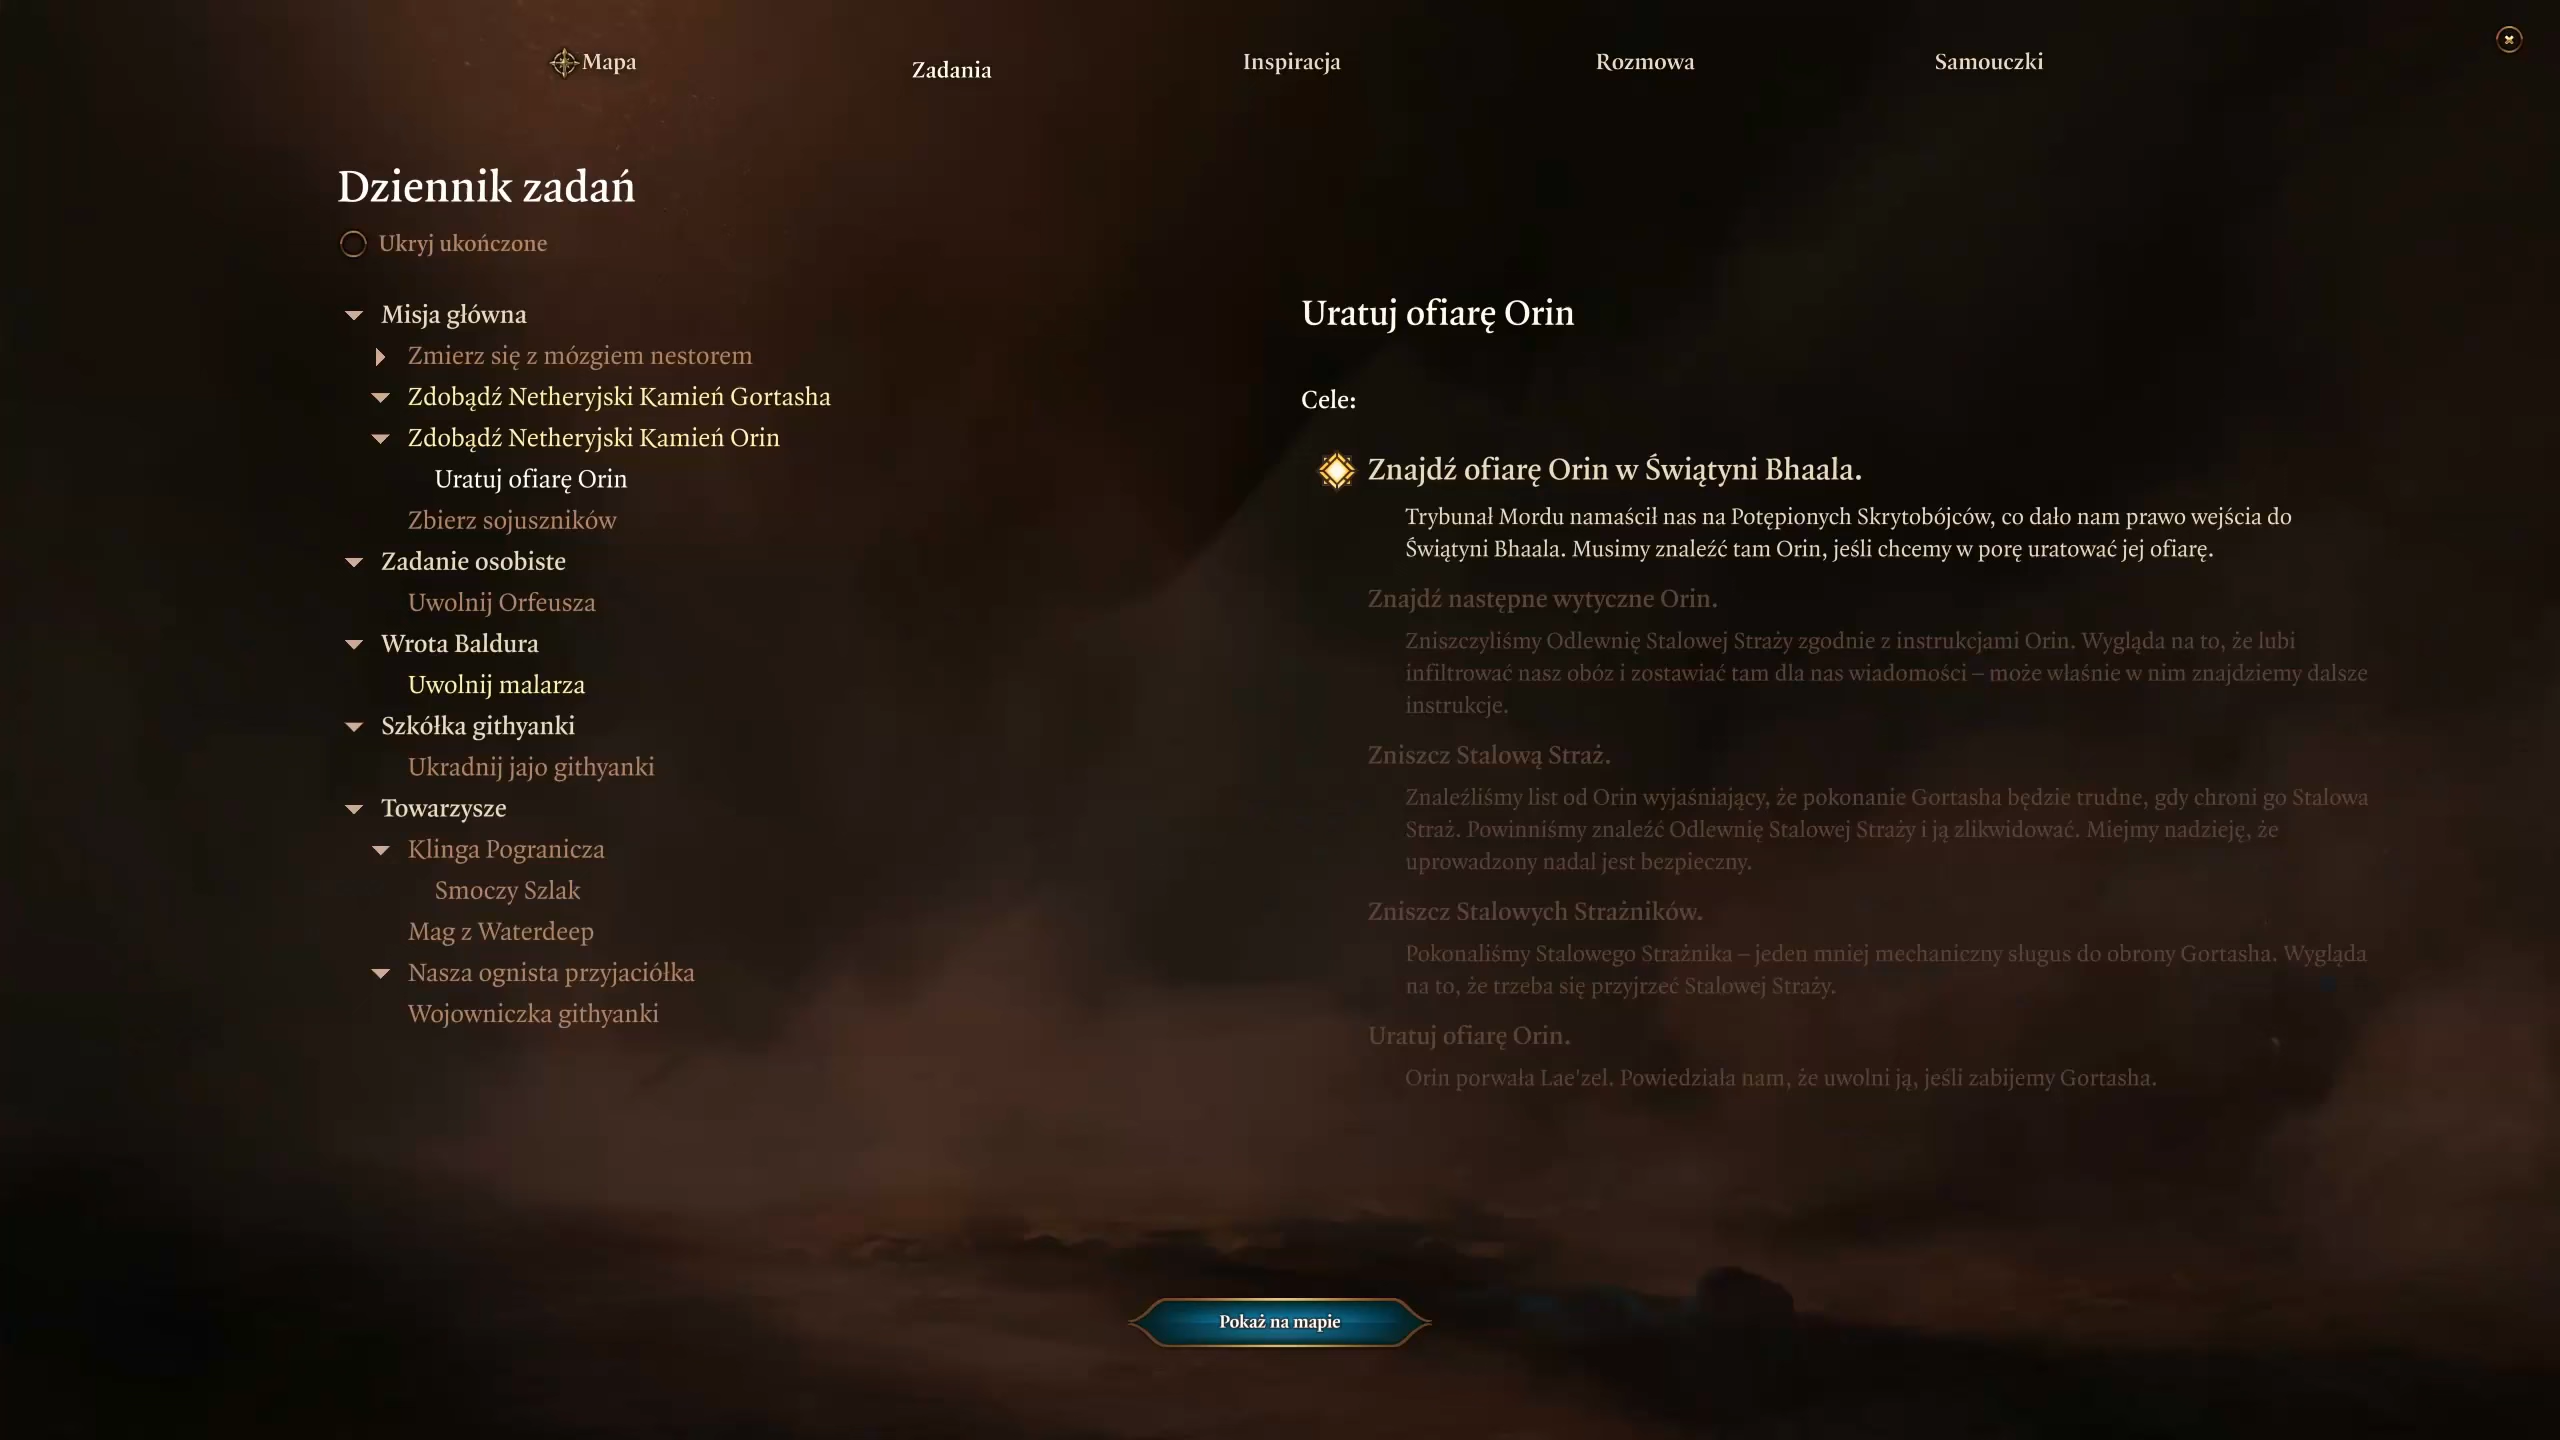 Mapa
Zadania
Inspiracja
Rozmowa
Samouczki
Dziennik zadań
Ukryj ukończone
Misja główna
Zmierz się z mózgiem nestorem
Zdobądź Netheryjski Kamień Gortasha
Zdobądź Netheryjski Kamień Orin
Uratuj ofiarę Orin
Zbierz sojuszników
Zadanie osobiste
Uwolnij Orfeusza
Wrota Baldura
Uwolnij malarza
Szkółka githyanki
Ukradnij jajo githyanki
Towarzysze
Klinga Pogranicza
Smoczy Szlak
Mag z Waterdeep
Nasza ognista przyjaciółka
Wojowniczka githyanki
Uratuj ofiarę Orin
Cele:
Znajdź ofiarę Orin w Świątyni Bhaala.
Trybunał Mordu namaścił nas na Potępionych Skrytobójców, co dało nam prawo wejścia do
Świątyni Bhaala. Musimy znaleźć tam Orin, jeśli chcemy w porę uratować jej ofiarę.
Znajdź następne wytyczne Orin.
Zniszczyliśmy Odlewnię Stalowej Straży zgodnie z instrukcjami Orin. Wygląda na to, że lubi
infiltrować nasz obóz i zostawiać tam dla nas wiadomości – może właśnie w nim znajdziemy dalsze
instrukcje.
Zniszcz Stalową Straż.
Znaleźliśmy list od Orin wyjaśniający, że pokonanie Gortasha będzie trudne, gdy chroni go Stalowa
Straż. Powinniśmy znaleźć Odlewnię Stalowej Straży i ją zlikwidować. Miejmy nadzieję, że
uprowadzony nadal jest bezpieczny.
Zniszcz Stalowych Strażników.
Pokonaliśmy Stalowego Strażnika – jeden mniej mechaniczny sługus do obrony Gortasha. Wygląda
na to, że trzeba się przyjrzeć Stalowej Straży.
Uratuj ofiarę Orin.
Orin porwała Lae'zel. Powiedziała nam, że uwolni ją, jeśli zabijemy Gortasha.
Pokaż na mapie